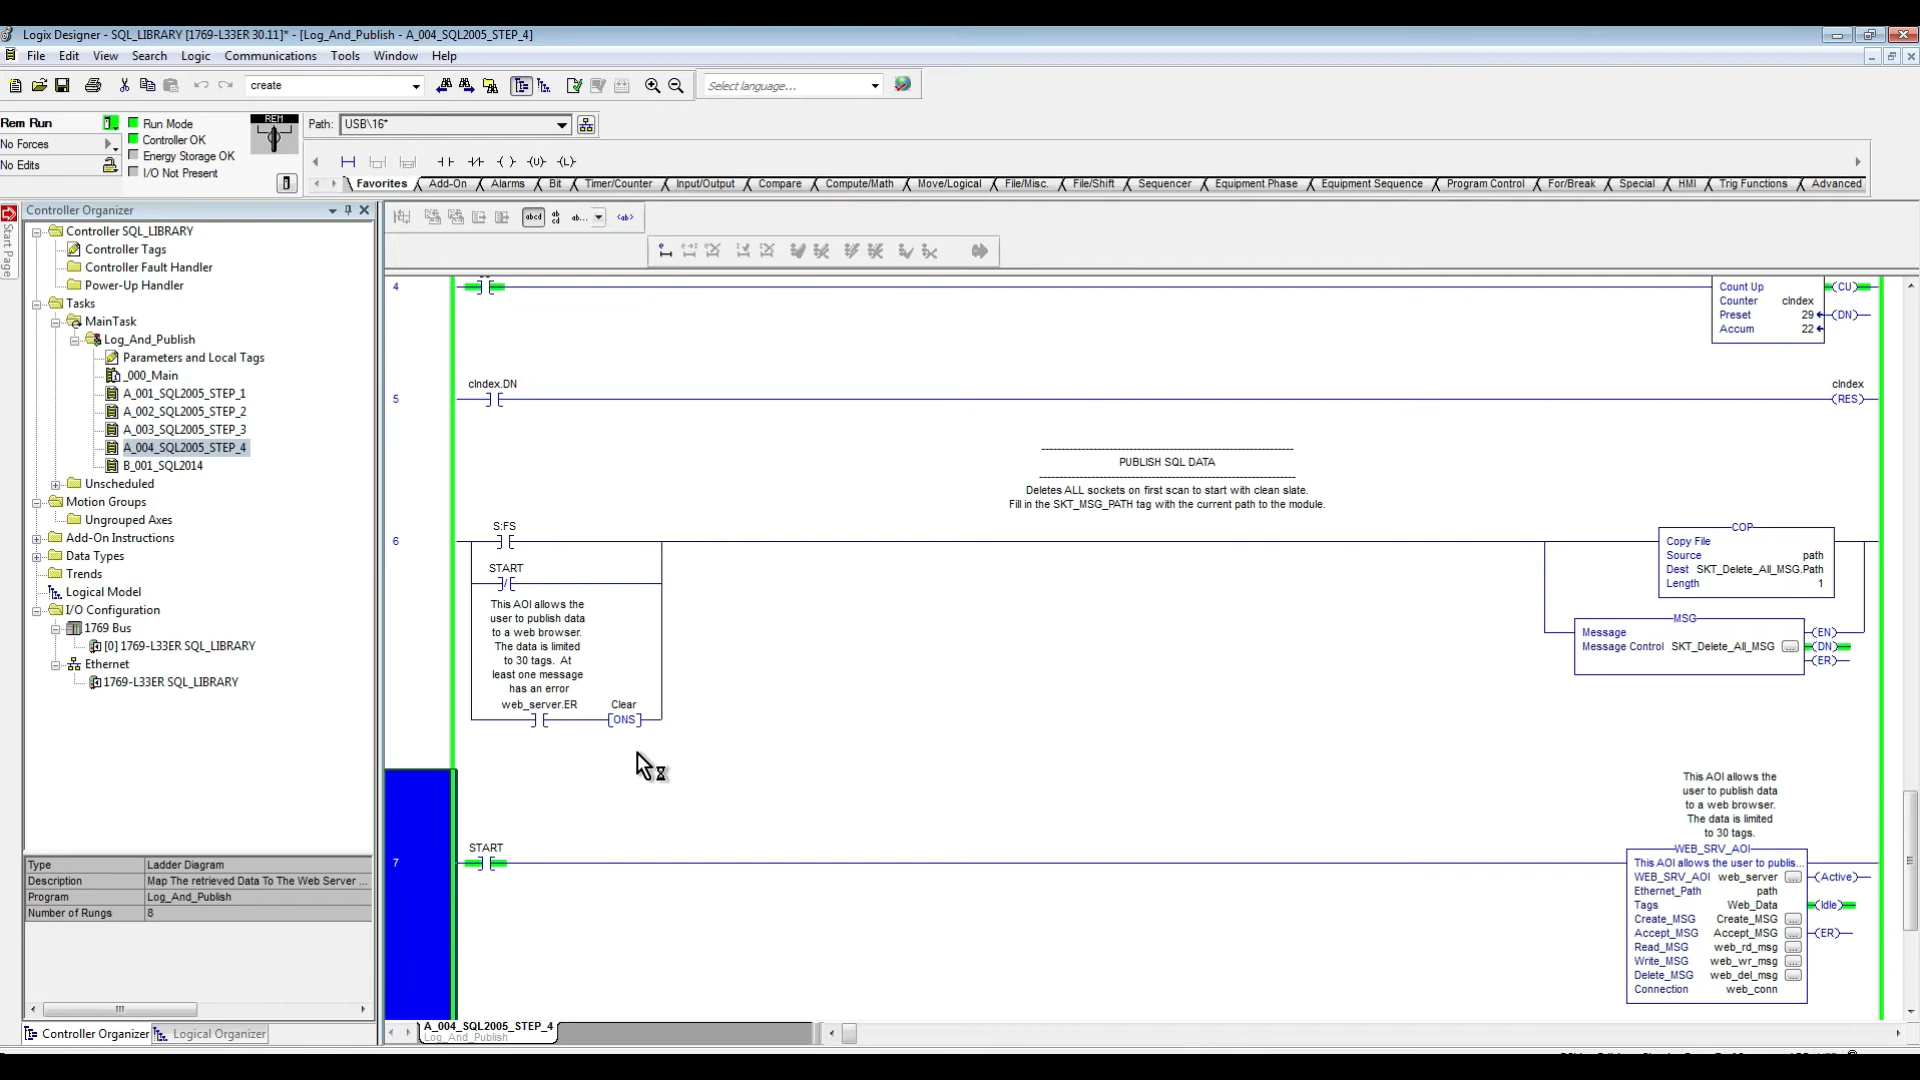 Logix Designer - SQL_LIBRARY [1769-L33ER 30.11]* - [Log_And_Publish - A_004_SQL2005_STEP_4]
File Edit View Search Logic Communications Tools Window Help
create
Select language...
Rem Run
No Forces
No Edits
Run Mode
Controller OK
Energy Storage OK
I/O Not Present
REM
Path: USB\16*
Favorites Add-On Alarms Bit Timer/Counter Input/Output Compare Compute/Math Move/Logical File/Misc. File/Shift Sequencer Equipment Phase Equipment Sequence Program Control For/Break Special HMI Trig Functions Advanced
Start Page
Controller Organizer
Controller SQL_LIBRARY
Controller Tags
Controller Fault Handler
Power-Up Handler
Tasks
MainTask
Log_And_Publish
Parameters and Local Tags
_000_Main
A_001_SQL2005_STEP_1
A_002_SQL2005_STEP_2
A_003_SQL2005_STEP_3
A_004_SQL2005_STEP_4
B_001_SQL2014
Unscheduled
Motion Groups
Ungrouped Axes
Add-On Instructions
Data Types
Trends
Logical Model
I/O Configuration
1769 Bus
[0] 1769-L33ER SQL_LIBRARY
Ethernet
1769-L33ER SQL_LIBRARY
Type Ladder Diagram
Description Map The retrieved Data To The Web Server ...
Program Log_And_Publish
Number of Rungs 8
Controller Organizer Logical Organizer
4
Count Up (CU)
Counter cIndex
Preset 29 (DN)
Accum 22
cIndex.DN
cIndex
5
(RES)
PUBLISH SQL DATA
Deletes ALL sockets on first scan to start with clean slate.
Fill in the SKT_MSG_PATH tag with the current path to the module.
6
S:FS
START
This AOI allows the
user to publish data
to a web browser.
The data is limited
to 30 tags. At
least one message
has an error
web_server.ER
Clear
ONS
COP
Copy File
Source path
Dest SKT_Delete_All_MSG.Path
Length 1
MSG
Message (EN)
Message Control SKT_Delete_All_MSG ... (DN)
(ER)
7
START
This AOI allows the
user to publish data
to a web browser.
The data is limited
to 30 tags.
WEB_SRV_AOI
This AOI allows the user to publis...
WEB_SRV_AOI web_server ... (Active)
Ethernet_Path path
Tags Web_Data (Idle)
Create_MSG Create_MSG ...
Accept_MSG Accept_MSG ... (ER)
Read_MSG web_rd_msg ...
Write_MSG web_wr_msg ...
Delete_MSG web_del_msg ...
Connection web_conn
A_004_SQL2005_STEP_4
Log_And_Publish